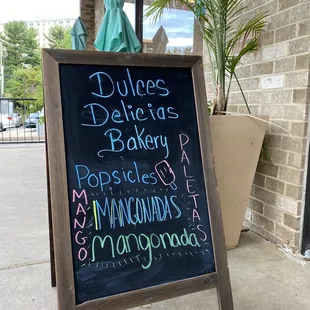 Dulces
Delicias
Bakery
Popsicles
MANGO
MANGONADAS
Mangonada
PALETAS